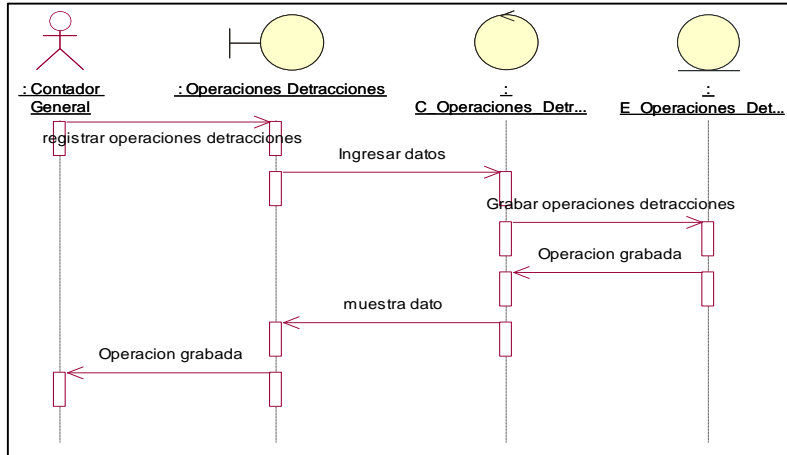 : Contador
General
: Operaciones Detracciones
:
C_Operaciones_Detr...
:
E_Operaciones_Det...
registrar operaciones detracciones
Ingresar datos
Grabar operaciones detracciones
Operacion grabada
muestra dato
Operacion grabada